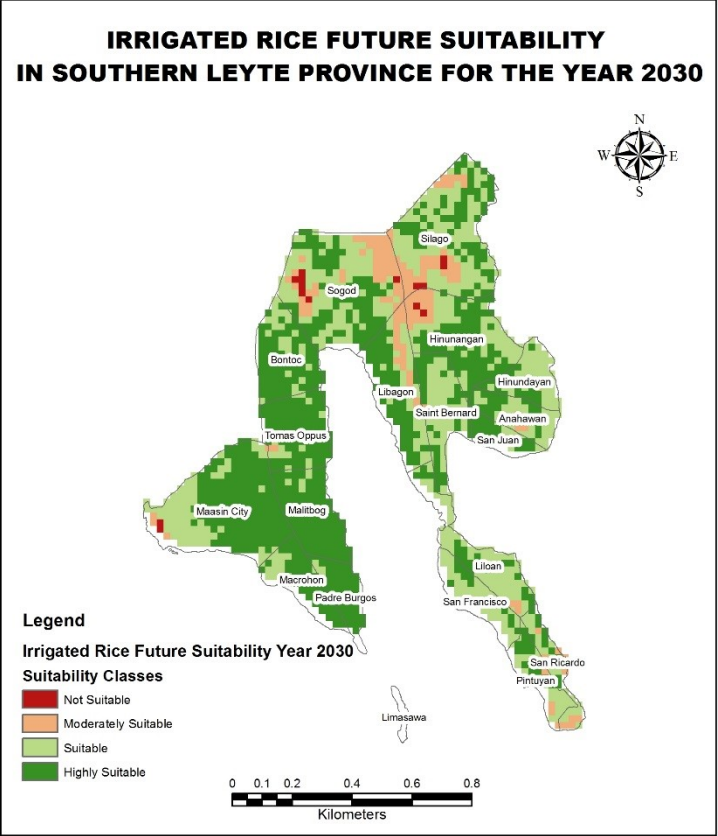 IRRIGATED RICE FUTURE SUITABILITY
IN SOUTHERN LEYTE PROVINCE FOR THE YEAR 2030
N
W E
S
Silago
Sogod
Hinunangan
Bontoc
Hinundayan
Libagon
Saint Bernard
Anahawan
Tomas Oppus
San Juan
Maasin City
Malitbog
Liloan
Macrohon
Padre Burgos
San Francisco
San Ricardo
Pintuyan
Limasawa
Legend
Irrigated Rice Future Suitability Year 2030
Suitability Classes
Not Suitable
Moderately Suitable
Suitable
Highly Suitable
0 0.1 0.2 0.4 0.6 0.8
Kilometers